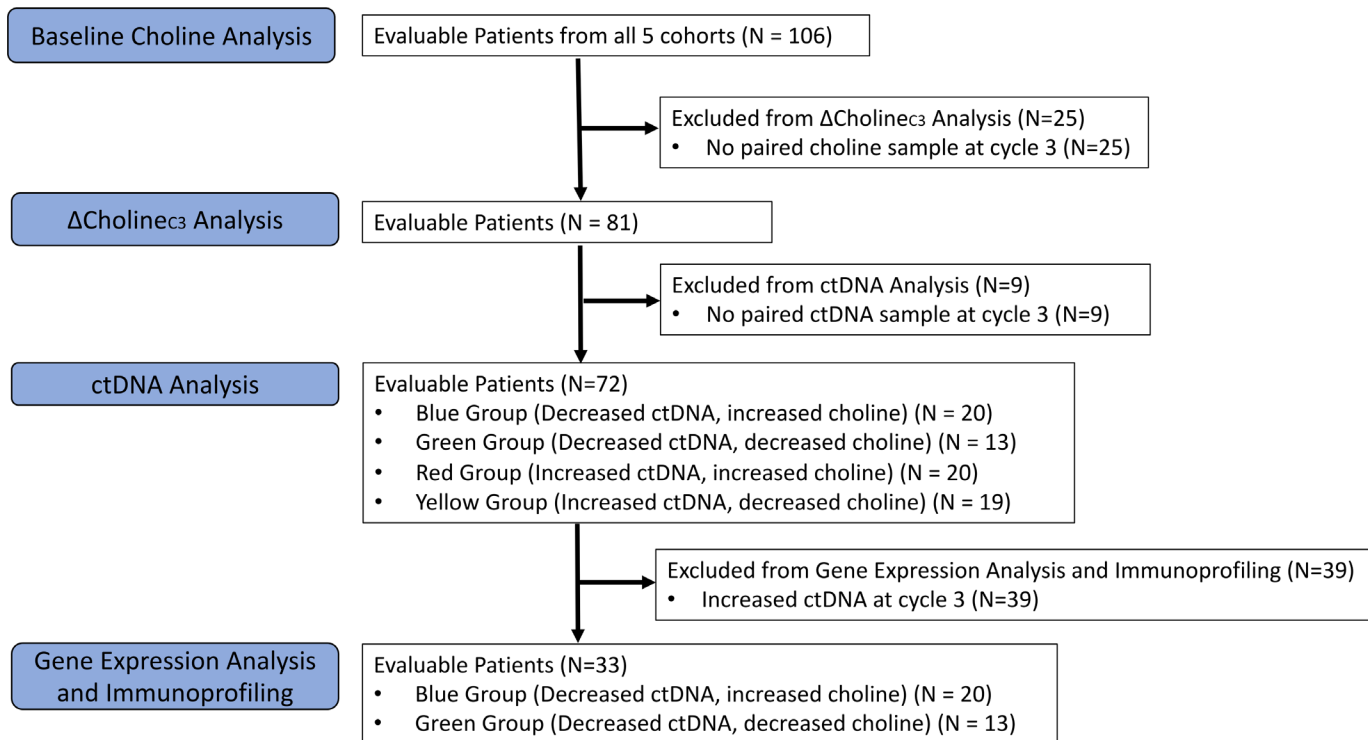 Baseline Choline Analysis
Evaluable Patients from all 5 cohorts (N = 106)
Excluded from ΔCholineC3 Analysis (N=25)
• No paired choline sample at cycle 3 (N=25)
ΔCholineC3 Analysis
Evaluable Patients (N = 81)
Excluded from ctDNA Analysis (N=9)
• No paired ctDNA sample at cycle 3 (N=9)
ctDNA Analysis
Evaluable Patients (N=72)
• Blue Group (Decreased ctDNA, increased choline) (N = 20)
• Green Group (Decreased ctDNA, decreased choline) (N = 13)
• Red Group (Increased ctDNA, increased choline) (N = 20)
• Yellow Group (Increased ctDNA, decreased choline) (N = 19)
Excluded from Gene Expression Analysis and Immunoprofiling (N=39)
• Increased ctDNA at cycle 3 (N=39)
Gene Expression Analysis
and Immunoprofiling
Evaluable Patients (N=33)
• Blue Group (Decreased ctDNA, increased choline) (N = 20)
• Green Group (Decreased ctDNA, decreased choline) (N = 13)